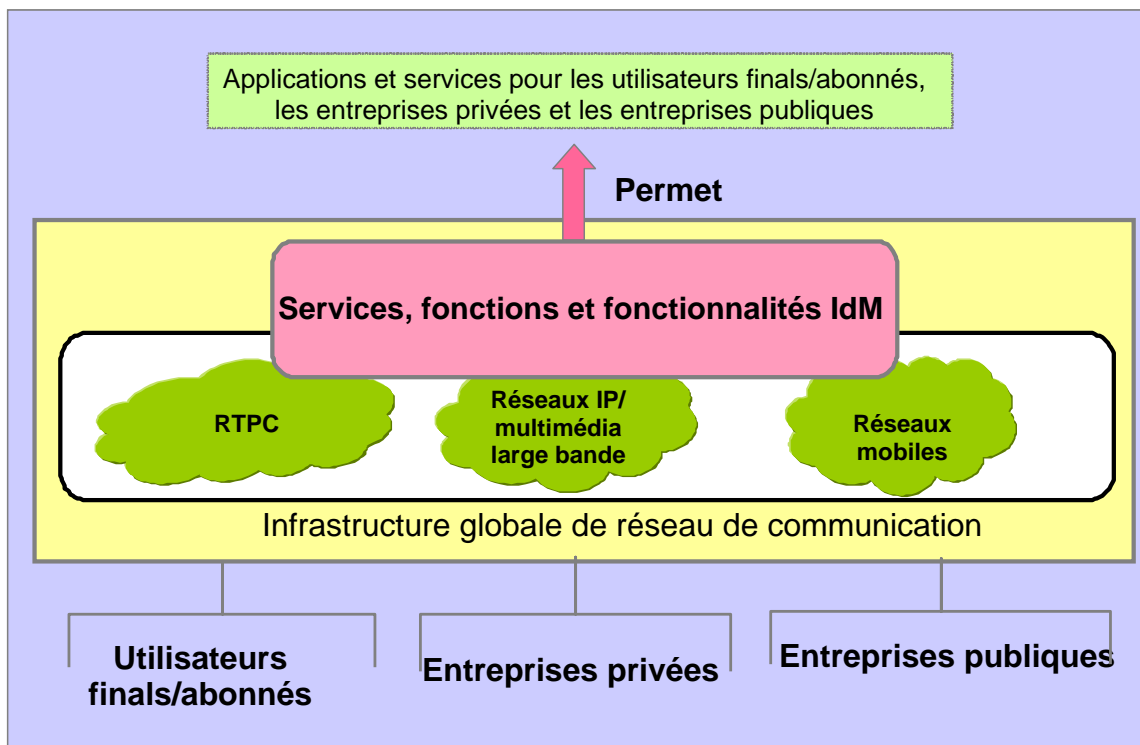 Applications et services pour les utilisateurs finals/abonnés,
les entreprises privées et les entreprises publiques
Permet
Services, fonctions et fonctionnalités IdM
RTPC
Réseaux IP/
multimédia
large bande
Réseaux
mobiles
Infrastructure globale de réseau de communication
Utilisateurs
finals/abonnés
Entreprises privées
Entreprises publiques